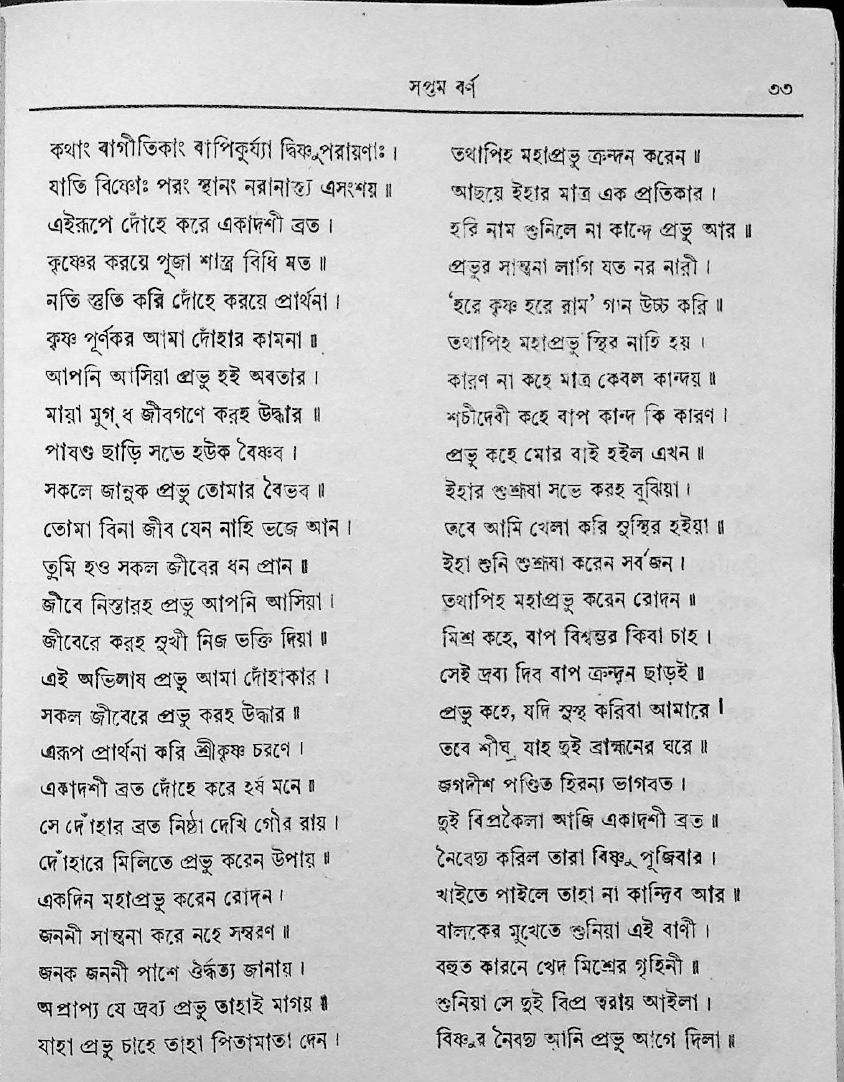 সপ্তম বর্ণ
৩৩
কথাং বাগীতিকাং বাপিকুর্য্যা দ্বিষ্ণুপরায়ণাঃ।
যাতি বিষ্ণোঃ পরং স্থানং নরানাস্ত্য এসংশয়॥
এইরূপে দোঁহে করে একাদশী ব্রত।
কৃষ্ণের করয়ে পূজা শাস্ত্র বিধি মত॥
নতি স্তুতি করি দোঁহে করয়ে প্রার্থনা।
কৃষ্ণ পূর্ণকর আমা দোঁহার কামনা॥
আপনি আসিয়া প্রভু হই অবতার।
মায়া মুগ্‌ধ জীবগণে করহ উদ্ধার॥
পাষণ্ড ছাড়ি সভে হউক বৈষ্ণব।
সকলে জানুক প্রভু তোমার বৈভব॥
তোমা বিনা জীব যেন নাহি ভজে আন।
তুমি হও সকল জীবের ধন প্রান॥
জীবে নিস্তারহ প্রভু আপনি আসিয়া।
জীবেরে করহ সুখী নিজ ভক্তি দিয়া॥
এই অভিলাষ প্রভু আমা দোঁহাকার।
সকল জীবেরে প্রভু করহ উদ্ধার॥
এরূপ প্রার্থনা করি শ্রীকৃষ্ণ চরণে।
একাদশী ব্রত দোঁহে করে হর্ষ মনে॥
সে দোঁহার ব্রত নিষ্ঠা দেখি গৌর রায়।
দোঁহারে মিলিতে প্রভু করেন উপায়॥
একদিন মহাপ্রভু করেন রোদন।
জননী সান্ত্বনা করে নহে সম্বরণ॥
জনক জননী পাশে ঔর্দ্ধত্য জানায়।
অপ্রাপ্য যে দ্রব্য প্রভু তাহাই মাগয়॥
যাহা প্রভু চাহে তাহা পিতামাতা দেন।
তথাপিহ মহাপ্রভু ক্রন্দন করেন॥
আছয়ে ইহার মাত্র এক প্রতিকার।
হরি নাম শুনিলে না কান্দে প্রভু আর॥
প্রভুর সান্ত্বনা লাগি যত নর নারী।
‘হরে কৃষ্ণ হরে রাম’ গান উচ্চ করি॥
তথাপিহ মহাপ্রভু স্থির নাহি হয়।
কারণ না কহে মাত্র কেবল কান্দয়॥
শচীদেবী কহে বাপ কান্দ কি কারণ।
প্রভু কহে মোর বাই হইল এখন॥
ইহার শুশ্রূষা সভে করহ বুঝিয়া।
তবে আমি খেলা করি সুস্থির হইয়া॥
ইহা শুনি শুশ্রূষা করেন সর্বজন।
তথাপিহ মহাপ্রভু করেন রোদন॥
মিশ্র কহে, বাপ বিশ্বম্ভর কিবা চাহ।
সেই দ্রব্য দিব বাপ ক্রন্দন ছাড়ই॥
প্রভু কহে, যদি সুস্থ করিবা আমারে।
তবে শীঘ্র যাহ দুই ব্রাহ্মনের ঘরে॥
জগদীশ পণ্ডিত হিরন্য ভাগবত।
দুই বিপ্রকৈলা আজি একাদশী ব্রত॥
নৈবেদ্য করিল তারা বিষ্ণু পূজিবার।
খাইতে পাইলে তাহা না কান্দিব আর॥
বালকের মুখেতে শুনিয়া এই বাণী।
বহুত কারনে খেদ মিশ্রের গৃহিনী॥
শুনিয়া সে দুই বিপ্র ত্বরায় আইলা।
বিষ্ণুর নৈবদ্য আনি প্রভু আগে দিলা॥